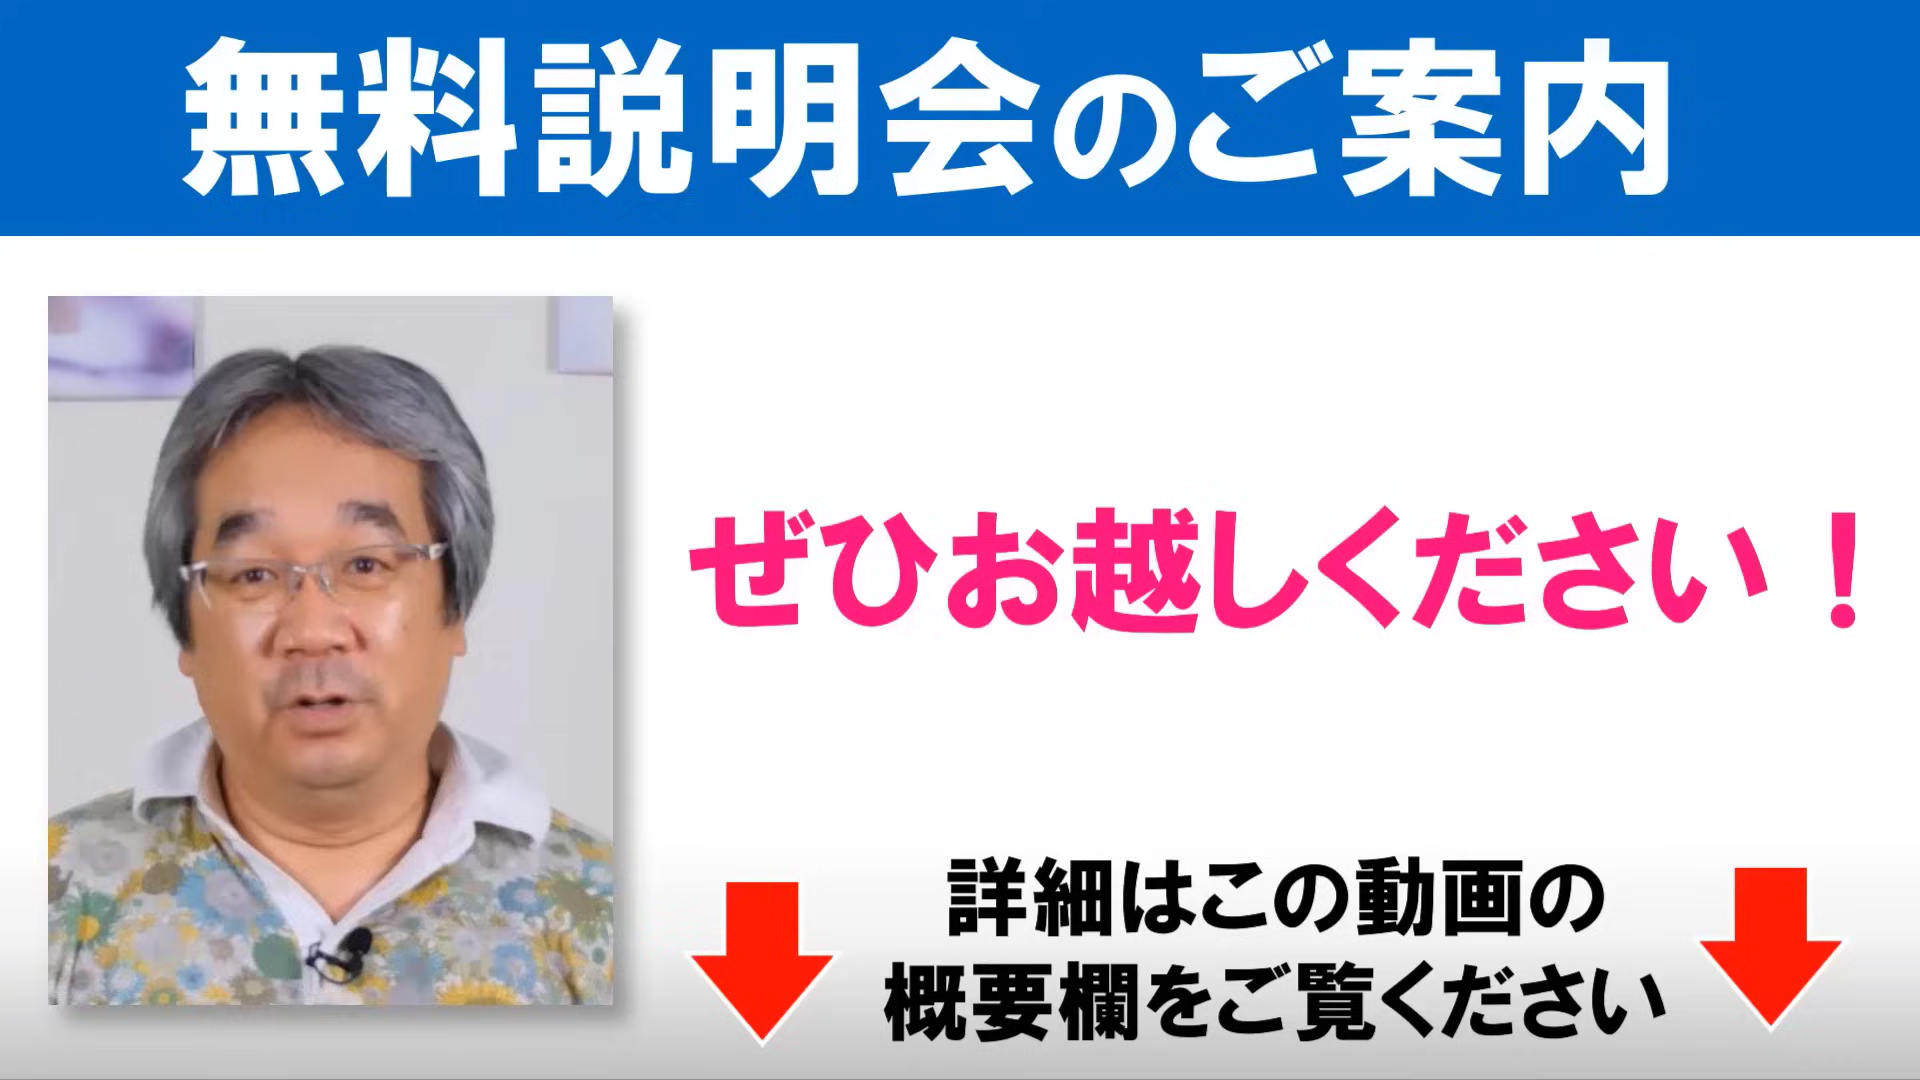 無料説明会のご案内
ぜひお越しください！
詳細はこの動画の
概要欄をご覧ください